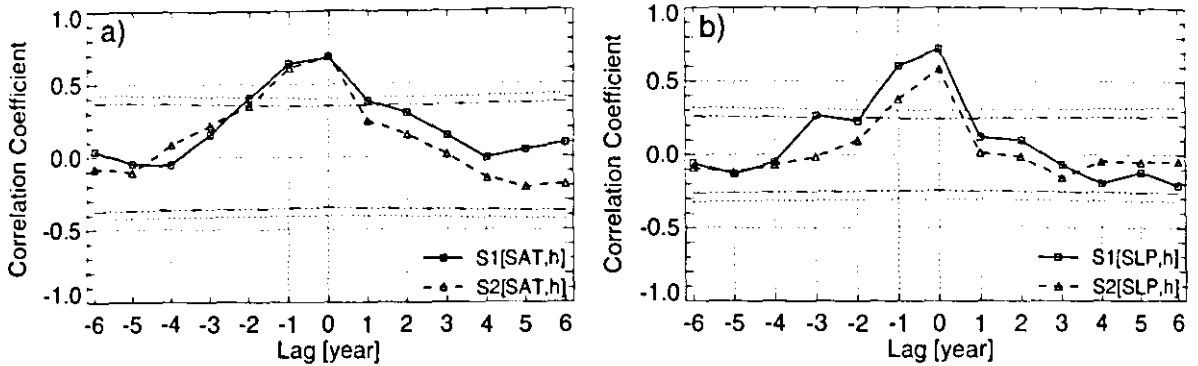 a)
Correlation Coefficient
1.0
0.5
0.0
-0.5
-1.0
S1[SAT,h]
S2[SAT,h]
-6 -5 -4 -3 -2 -1 0 1 2 3 4 5 6
Lag [year]
b)
Correlation Coefficient
1.0
0.5
0.0
-0.5
-1.0
S1[SLP,h]
S2[SLP,h]
-6 -5 -4 -3 -2 -1 0 1 2 3 4 5 6
Lag [year]